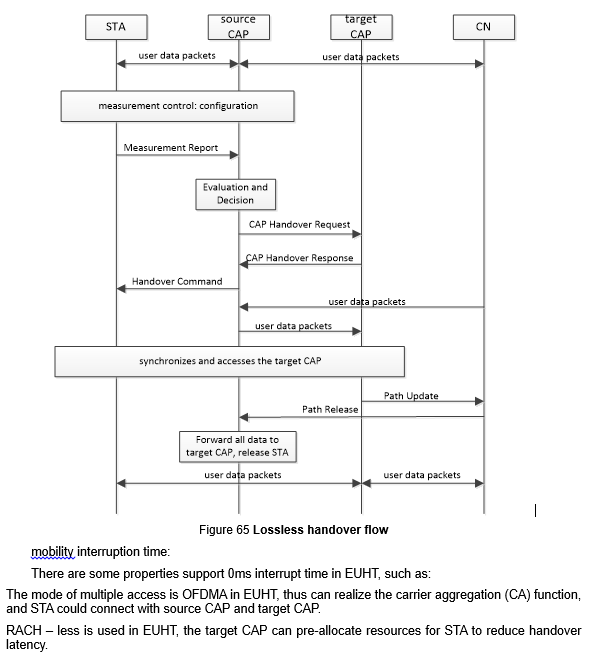 STA
source
CAP
target
CAP
CN
user data packets
user data packets
measurement control: configuration
Measurement Report
Evaluation and
Decision
CAP Handover Request
CAP Handover Response
Handover Command
user data packets
user data packets
synchronizes and accesses the target CAP
Path Update
Path Release
Forward all data to
target CAP, release STA
user data packets
user data packets
Figure 65 Lossless handover flow
mobility interruption time:
There are some properties support 0ms interrupt time in EUHT, such as:
The mode of multiple access is OFDMA in EUHT, thus can realize the carrier aggregation (CA) function,
and STA could connect with source CAP and target CAP.
RACH – less is used in EUHT, the target CAP can pre-allocate resources for STA to reduce handover
latency.